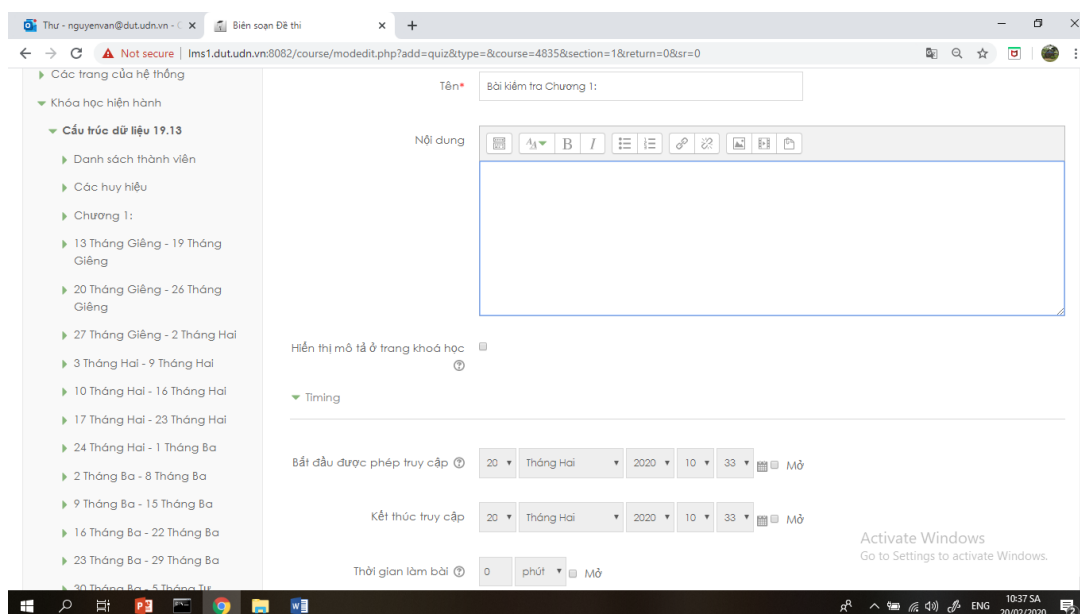 Thư - nguyenvan@dut.udn.vn - C
Biên soạn Đề thi
Not secure | lms1.dut.udn.vn:8082/course/modedit.php?add=quiz&type=&course=4835&section=1&return=0&sr=0
Các trang của hệ thống
Khóa học hiện hành
Cấu trúc dữ liệu 19.13
Danh sách thành viên
Các huy hiệu
Chương 1:
13 Tháng Giêng - 19 Tháng
Giêng
20 Tháng Giêng - 26 Tháng
Giêng
27 Tháng Giêng - 2 Tháng Hai
3 Tháng Hai - 9 Tháng Hai
10 Tháng Hai - 16 Tháng Hai
17 Tháng Hai - 23 Tháng Hai
24 Tháng Hai - 1 Tháng Ba
2 Tháng Ba - 8 Tháng Ba
9 Tháng Ba - 15 Tháng Ba
16 Tháng Ba - 22 Tháng Ba
23 Tháng Ba - 29 Tháng Ba
30 Tháng Ba - 5 Tháng Tư
Tên*
Bài kiểm tra Chương 1:
Nội dung
B I
Hiển thị mô tả ở trang khoá học
Timing
Bắt đầu được phép truy cập 20 Tháng Hai 2020 10 33 Mở
Kết thúc truy cập 20 Tháng Hai 2020 10 33 Mở
Thời gian làm bài 0 phút Mở
Activate Windows
Go to Settings to activate Windows.
ENG
10:37 SA
20/02/2020